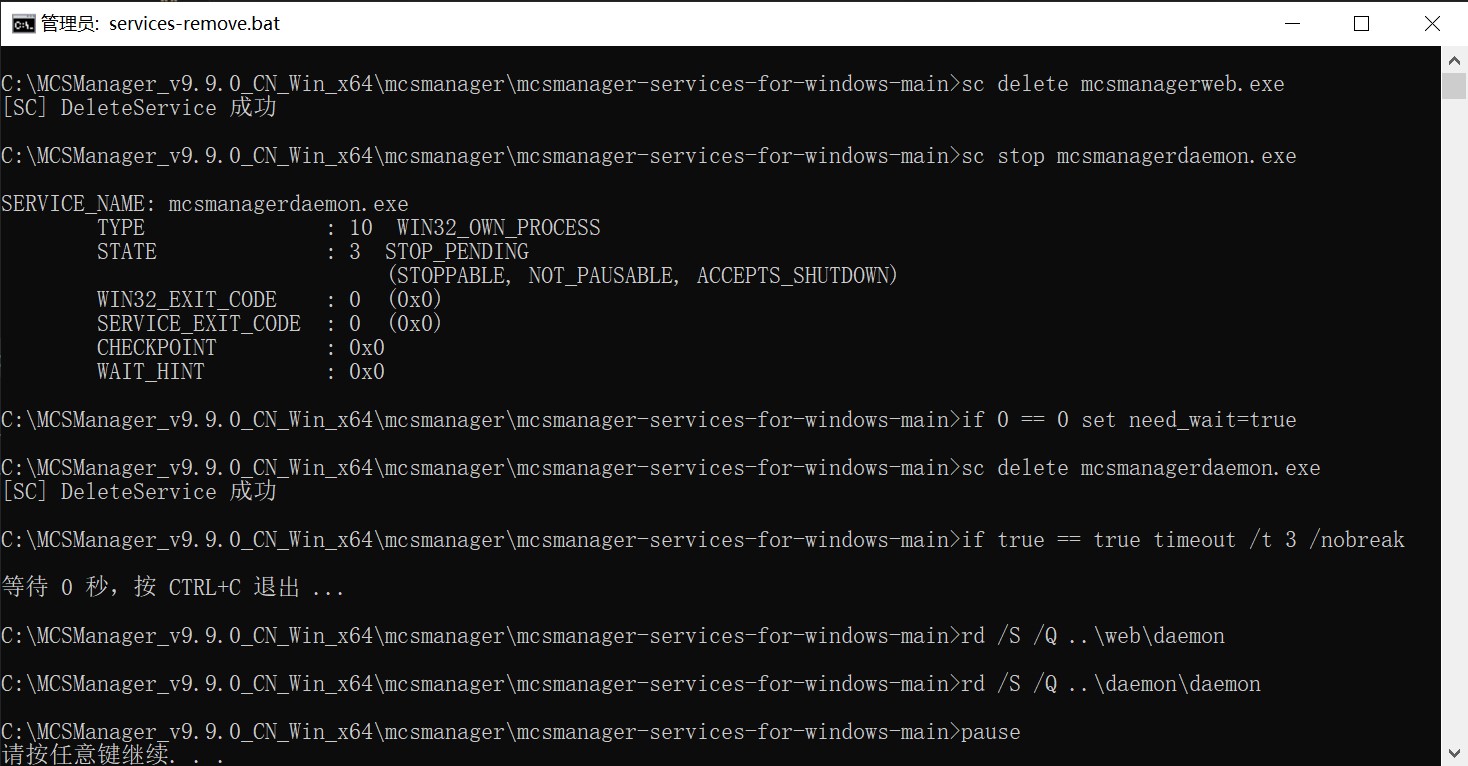 管理员: services-remove.bat
C:\MCSManager_v9.9.0_CN_Win_x64\mcsmanager\mcsmanager-services-for-windows-main>sc delete mcsmanagerweb.exe
[SC] DeleteService 成功
C:\MCSManager_v9.9.0_CN_Win_x64\mcsmanager\mcsmanager-services-for-windows-main>sc stop mcsmanagerdaemon.exe
SERVICE_NAME: mcsmanagerdaemon.exe
TYPE : 10 WIN32_OWN_PROCESS
STATE : 3 STOP_PENDING
(STOPPABLE, NOT_PAUSABLE, ACCEPTS_SHUTDOWN)
WIN32_EXIT_CODE : 0 (0x0)
SERVICE_EXIT_CODE : 0 (0x0)
CHECKPOINT : 0x0
WAIT_HINT : 0x0
C:\MCSManager_v9.9.0_CN_Win_x64\mcsmanager\mcsmanager-services-for-windows-main>if 0 == 0 set need_wait=true
C:\MCSManager_v9.9.0_CN_Win_x64\mcsmanager\mcsmanager-services-for-windows-main>sc delete mcsmanagerdaemon.exe
[SC] DeleteService 成功
C:\MCSManager_v9.9.0_CN_Win_x64\mcsmanager\mcsmanager-services-for-windows-main>if true == true timeout /t 3 /nobreak
等待 0 秒，按 CTRL+C 退出 ...
C:\MCSManager_v9.9.0_CN_Win_x64\mcsmanager\mcsmanager-services-for-windows-main>rd /S /Q ..\web\daemon
C:\MCSManager_v9.9.0_CN_Win_x64\mcsmanager\mcsmanager-services-for-windows-main>rd /S /Q ..\daemon\daemon
C:\MCSManager_v9.9.0_CN_Win_x64\mcsmanager\mcsmanager-services-for-windows-main>pause
请按任意键继续. . .